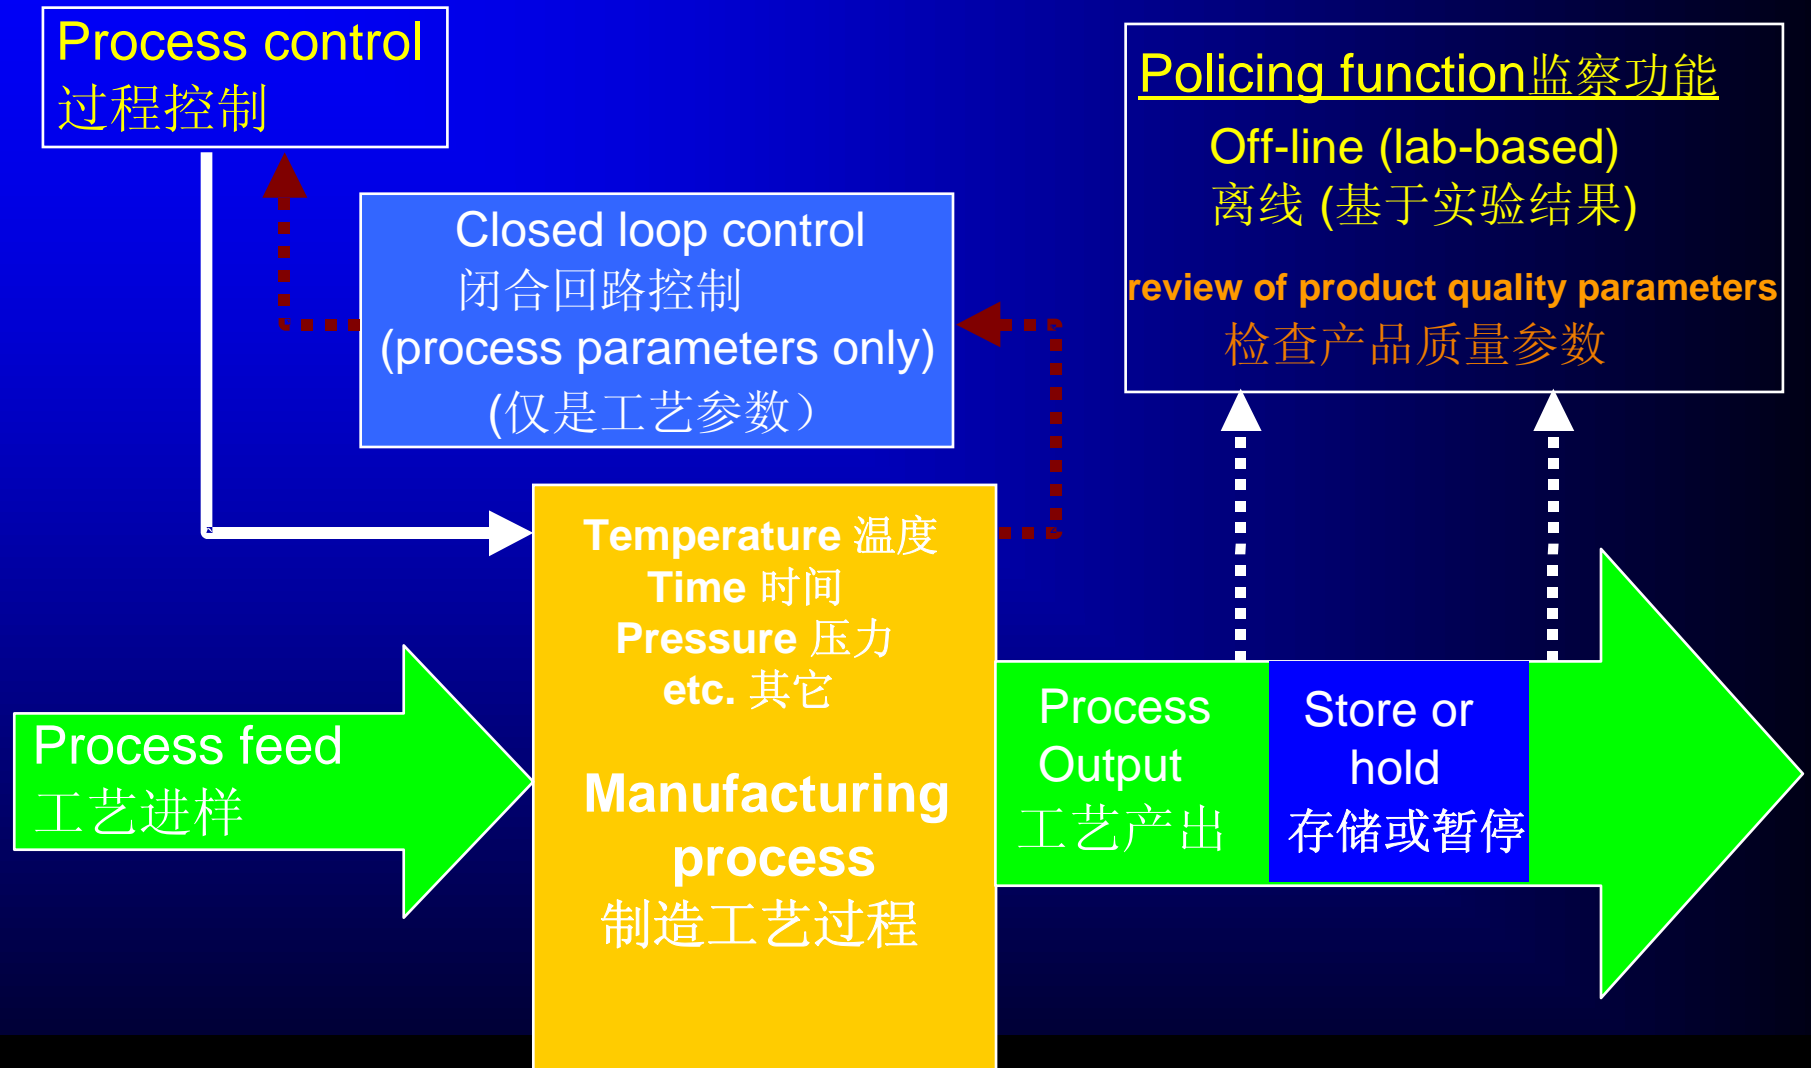 Process control
过程控制
Closed loop control
闭合回路控制
(process parameters only)
(仅是工艺参数）
Policing function监察功能
Off-line (lab-based)
离线 (基于实验结果)
review of product quality parameters
检查产品质量参数
Process feed
工艺进样
Temperature 温度
Time 时间
Pressure 压力
etc. 其它
Manufacturing
process
制造工艺过程
Process
Output
工艺产出
Store or
hold
存储或暂停